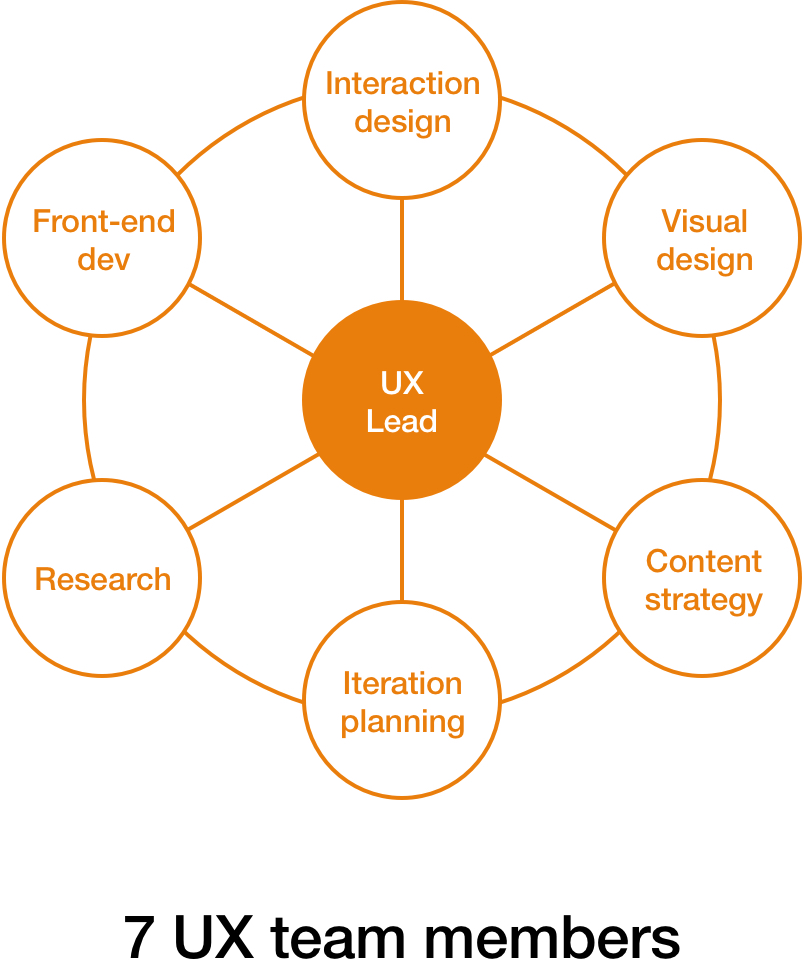 Interaction
design
Front-end
dev
Visual
design
UX
Lead
Research
Content
strategy
Iteration
planning
7 UX team members